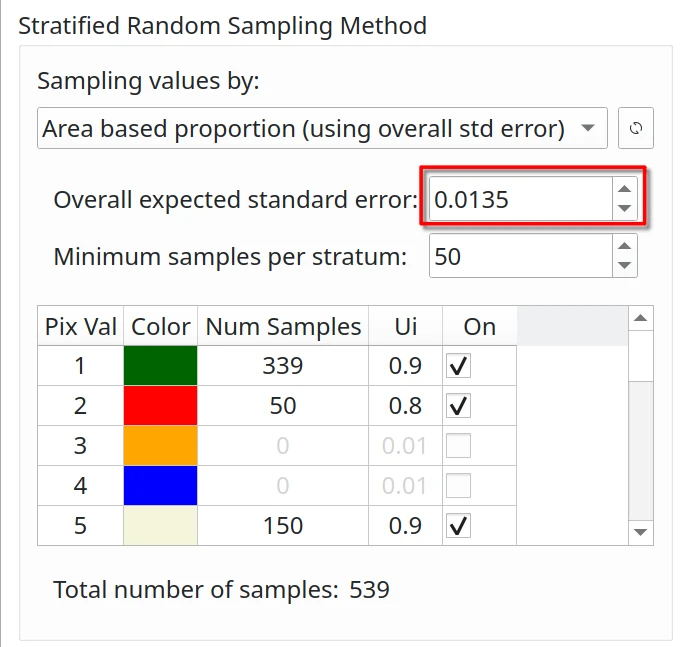 Stratified Random Sampling Method
Sampling values by:
Area based proportion (using overall std error)
Overall expected standard error: 0.0135
Minimum samples per stratum: 50
Pix Val Color Num Samples Ui On
1 339 0.9
2 50 0.8
3 0 0.01
4 0 0.01
5 150 0.9
Total number of samples: 539